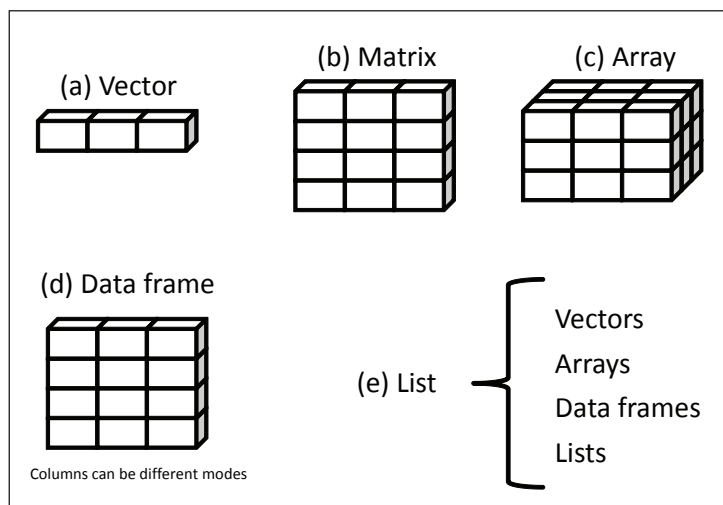 (a) Vector
(b) Matrix
(c) Array
(d) Data frame
Columns can be different modes
(e) List
Vectors
Arrays
Data frames
Lists